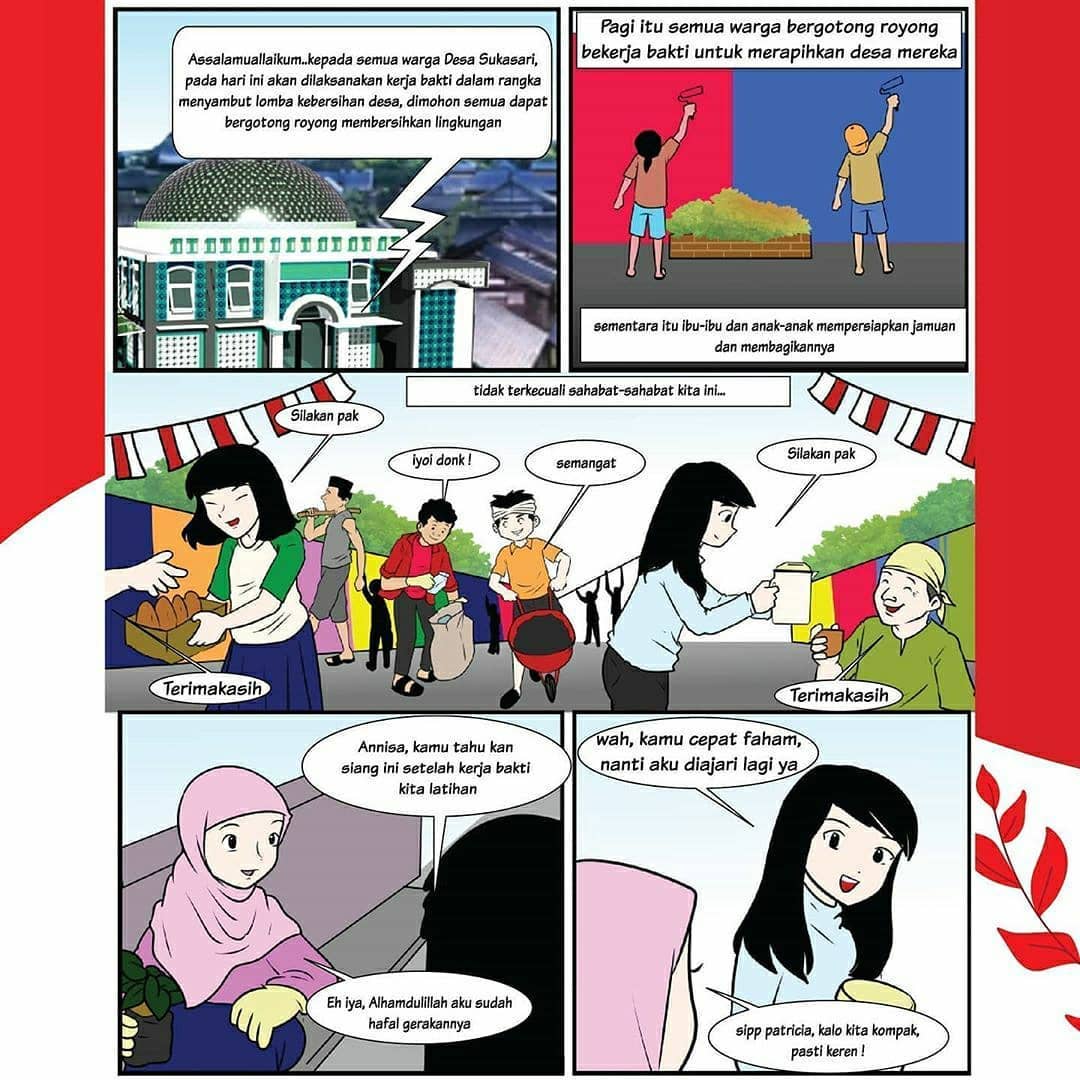 Assalamuallaikum..kepada semua warga Desa Sukasari,
pada hari ini akan dilaksanakan kerja bakti dalam rangka
menyambut lomba kebersihan desa, dimohon semua dapat
bergotong royong membersihkan lingkungan
Pagi itu semua warga bergotong royong
bekerja bakti untuk merapihkan desa mereka
sementara itu ibu-ibu dan anak-anak mempersiapkan jamuan
dan membagikannya
tidak terkecuali sahabat-sahabat kita ini...
Silakan pak
iyoi donk !
semangat
Silakan pak
Terimakasih
Terimakasih
Annisa, kamu tahu kan
siang ini setelah kerja bakti
kita latihan
Eh iya, Alhamdulillah aku sudah
hafal gerakannya
wah, kamu cepat faham,
nanti aku diajari lagi ya
sipp patricia, kalo kita kompak,
pasti keren !